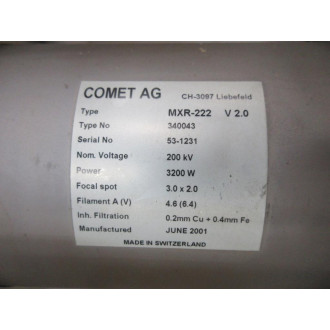 COMET AG CH-3097 Liebefeld
Type MXR-222 V 2.0
Type No 340043
Serial No 53-1231
Nom. Voltage 200 kV
Power 3200 W
Focal spot 3.0 x 2.0
Filament A (V) 4.6 (6.4)
Inh. Filtration 0.2mm Cu + 0.4mm Fe
Manufactured JUNE 2001
MADE IN SWITZERLAND